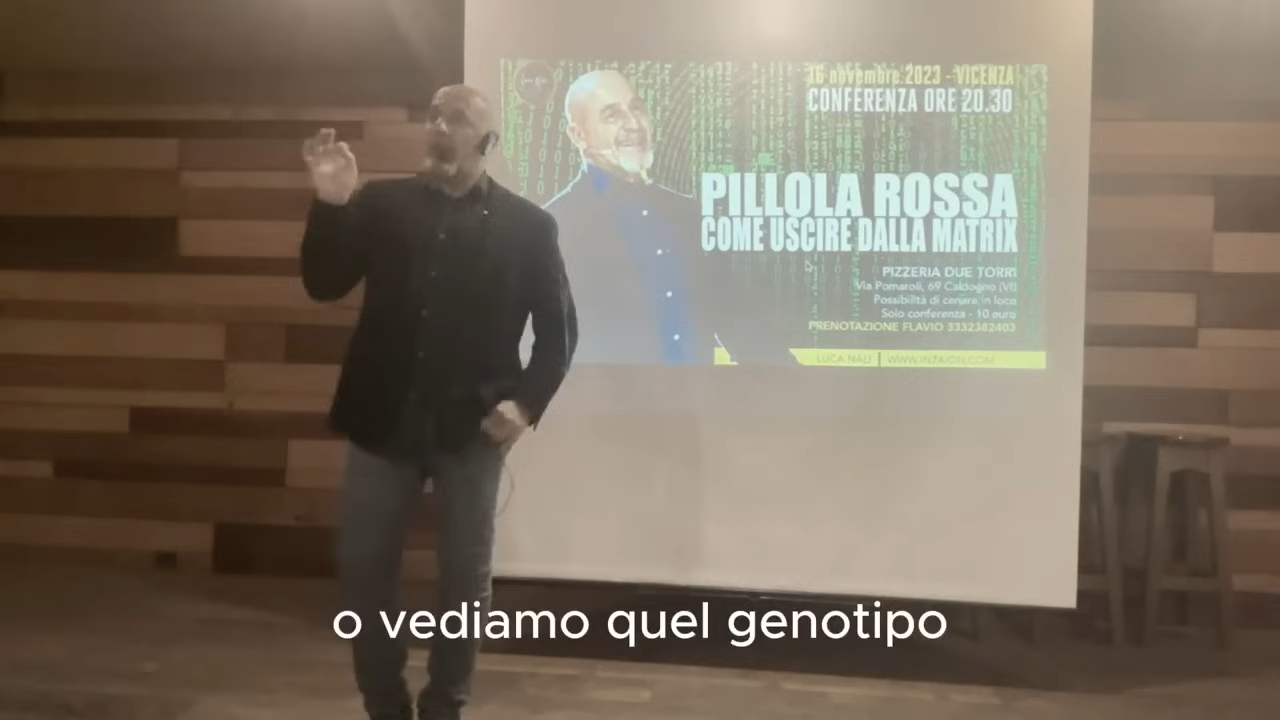 16 novembre 2023 - VICENZA
CONFERENZA ORE 20.30
PILLOLA ROSSA
COME USCIRE DALLA MATRIX
PIZZERIA DUE TORRI
Via Pomaroli, 69 Caldogno (VI)
Possibilità di cenare in loco
Solo conferenza - 10 euro
PRENOTAZIONE FLAVIO 3332382403
LUCA NALI | WWW.INZAION.COM
o vediamo quel genotipo